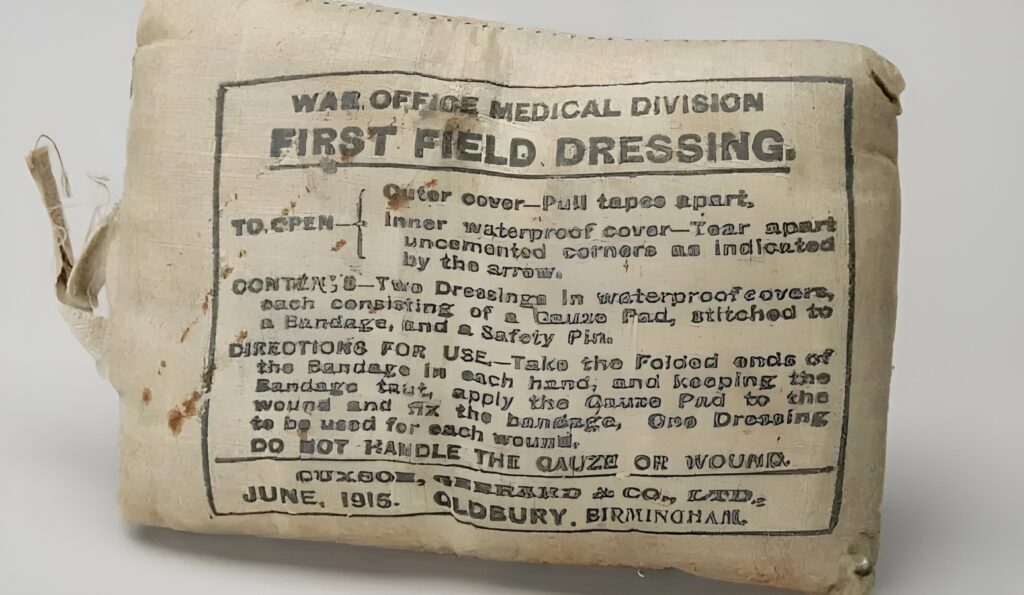 WAR OFFICE MEDICAL DIVISION
FIRST FIELD DRESSING.
TO OPEN—
Outer cover—Pull tapes apart.
Inner waterproof cover—Tear apart
uncemented corners as indicated
by the arrow.
CONTENTS—Two Dressings in waterproof covers,
each consisting of a Gauze Pad, stitched to
a Bandage, and a Safety Pin.
DIRECTIONS FOR USE.—Take the Folded ends of
the Bandage in each hand, and keeping the
Bandage taut, apply the Gauze Pad to the
wound and fix the bandage. One Dressing
to be used for each wound.
DO NOT HANDLE THE GAUZE OR WOUND.
CUXSON, GERRARD & CO., LTD.,
JUNE, 1915. OLDBURY. BIRMINGHAM.